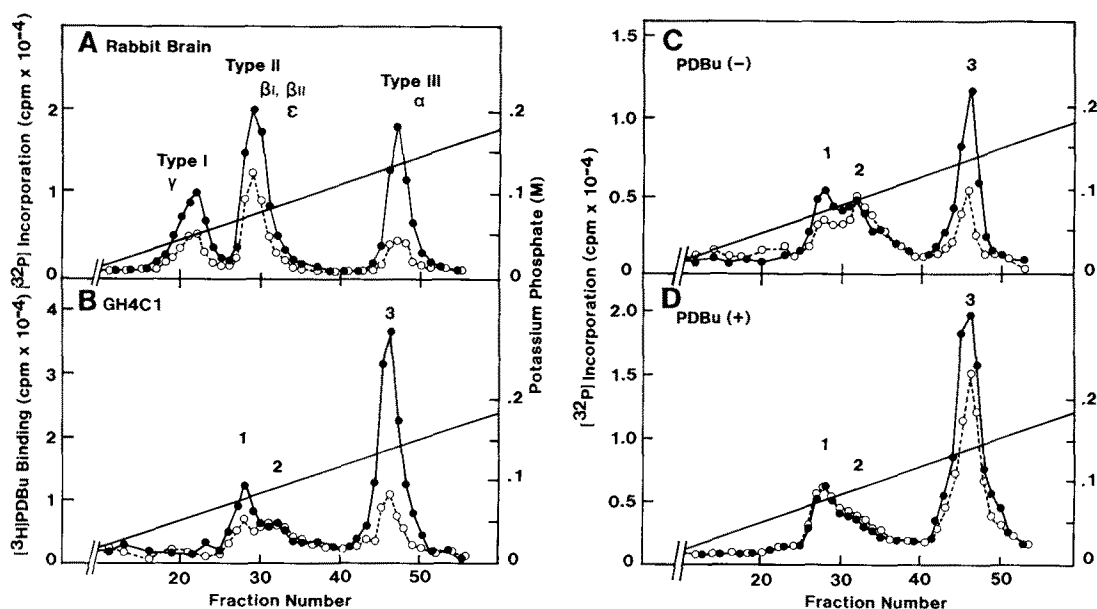 A Rabbit Brain
Type I
γ
Type II
βI, βII
ε
Type III
α
2
1
0
.2
.1
0
[32P] Incorporation (cpm x 10-4)
B GH4C1
1
2
3
4
3
2
1
0
.2
.1
0
[3H]PDBu Binding (cpm x 10-4)
Potassium Phosphate (M)
20 30 40 50
Fraction Number
C
PDBu (-)
1
2
3
1.5
1.0
0.5
0
.2
.1
0
D
PDBu (+)
1
2
3
2.0
1.5
1.0
0.5
0
.2
.1
0
[32P] Incorporation (cpm x 10-4)
20 30 40 50
Fraction Number